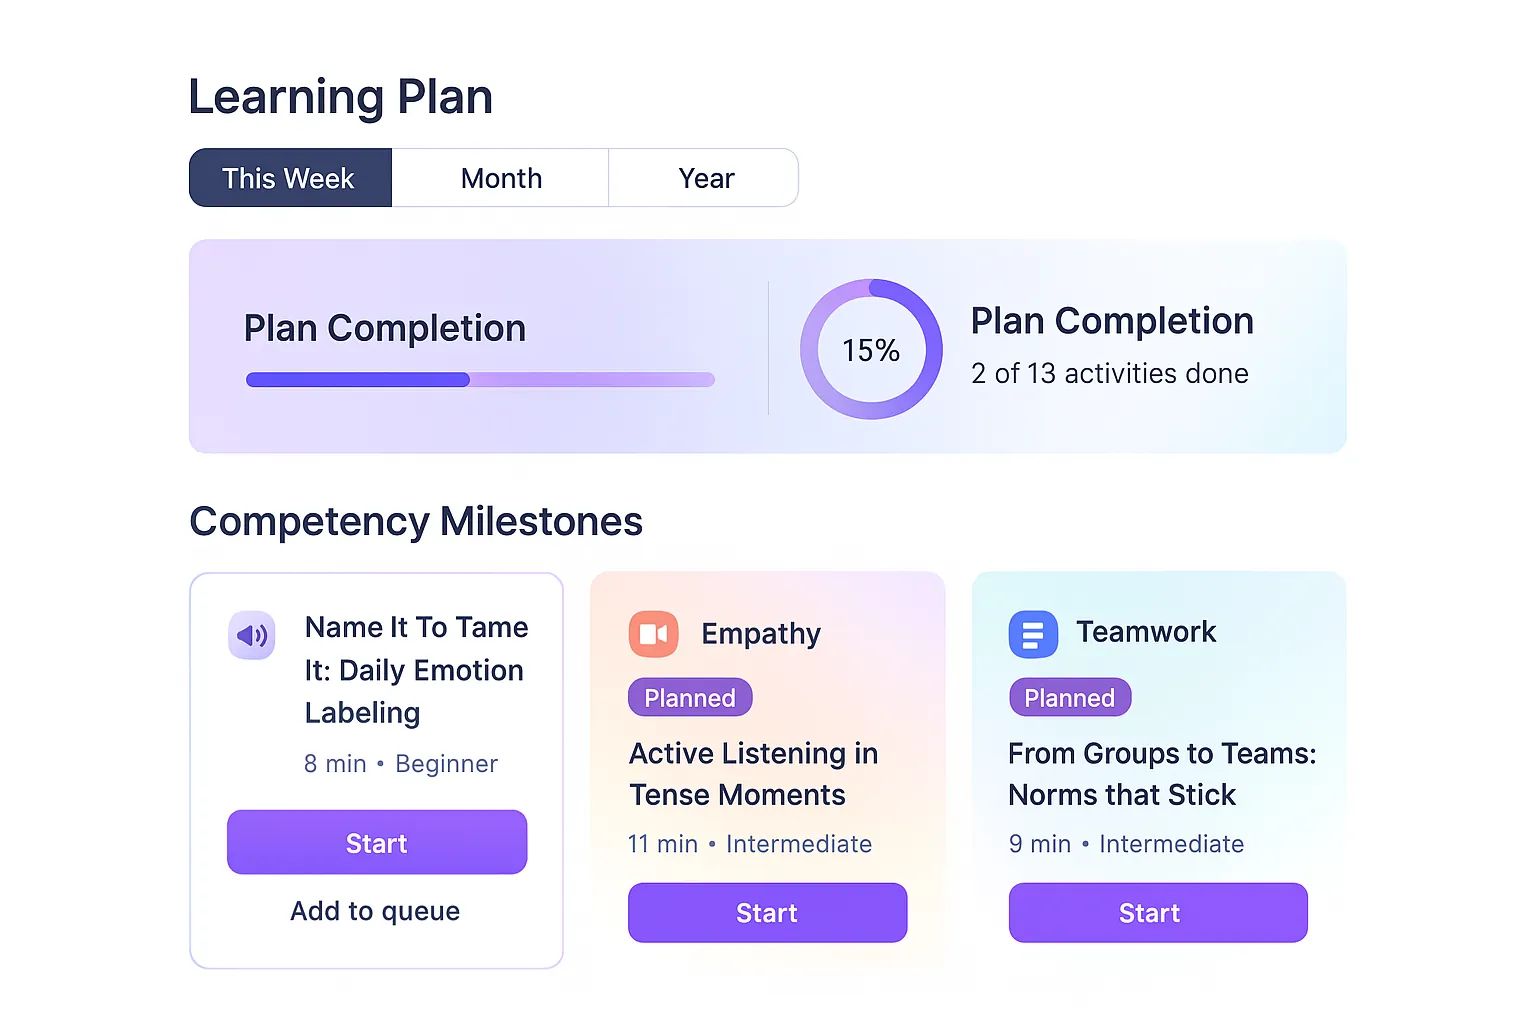 Learning Plan
This Week
Month
Year
Plan Completion
15%
Plan Completion
2 of 13 activities done
Competency Milestones
Name It To Tame
It: Daily Emotion
Labeling
8 min • Beginner
Start
Add to queue
Empathy
Planned
Active Listening in
Tense Moments
11 min • Intermediate
Start
Teamwork
Planned
From Groups to Teams:
Norms that Stick
9 min • Intermediate
Start